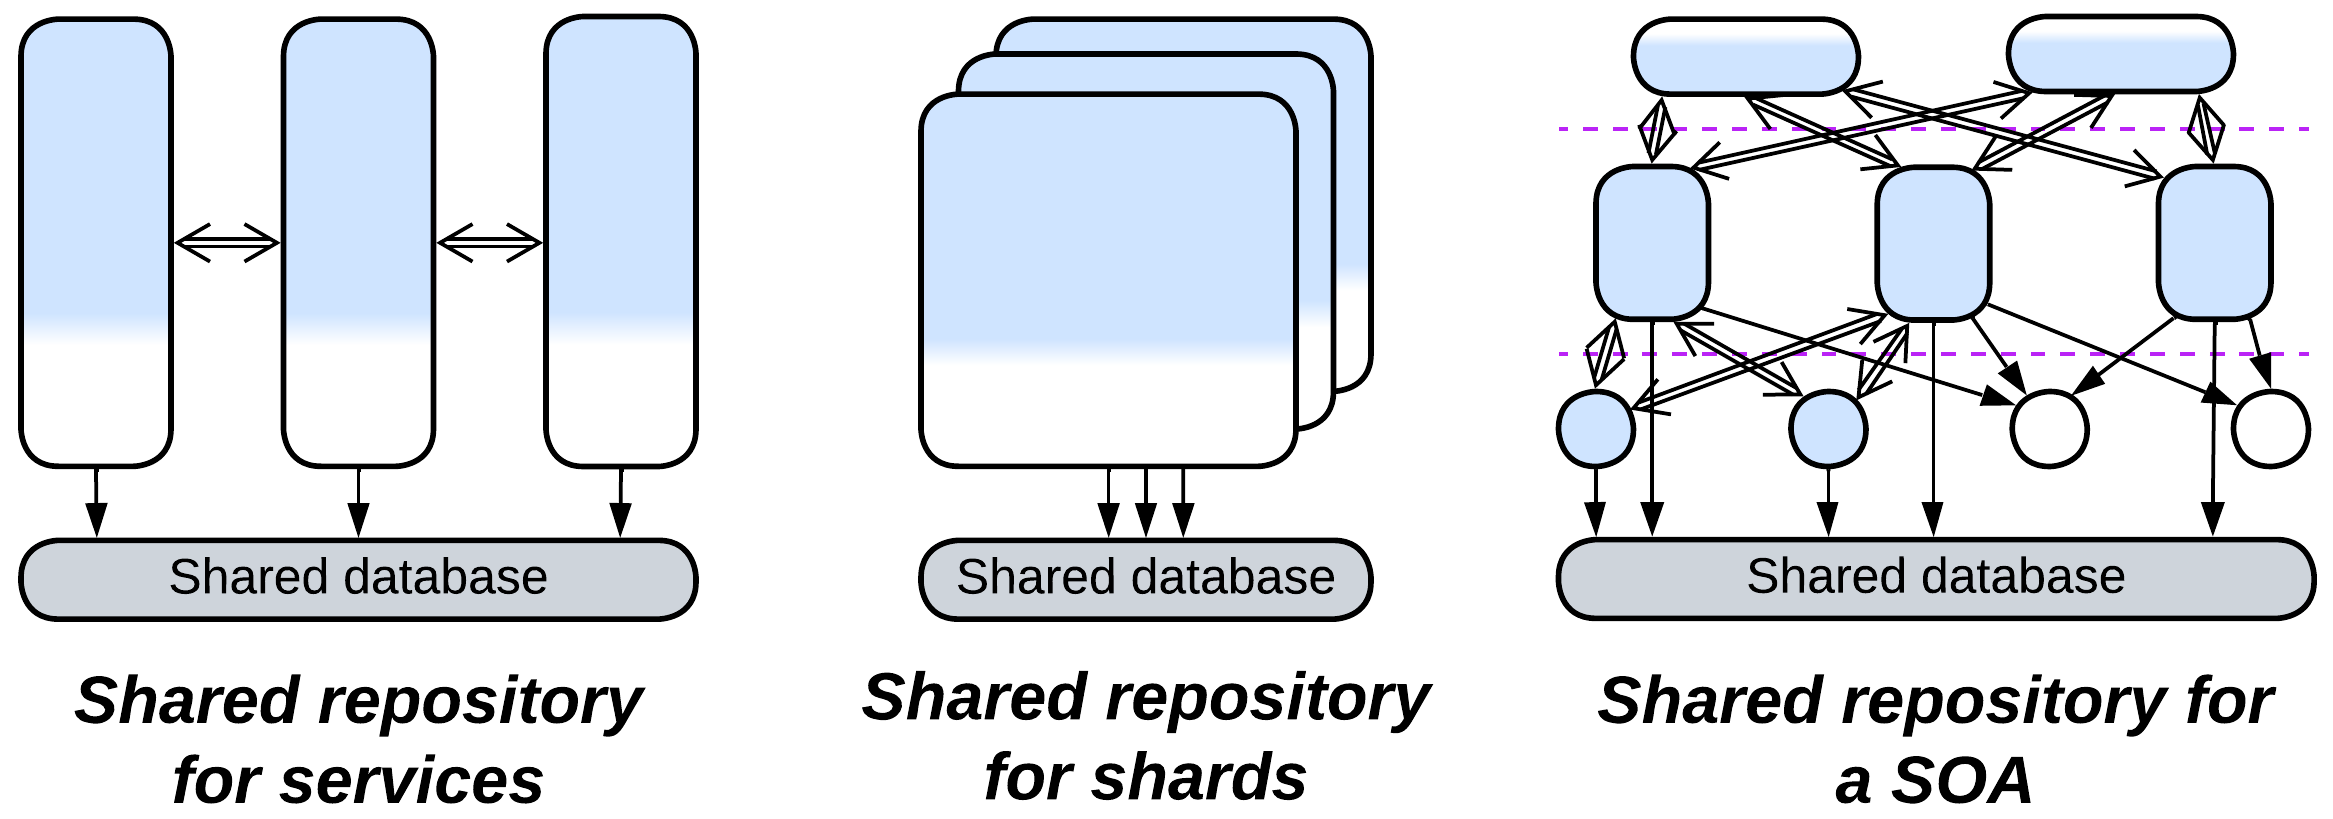 Shared database
Shared repository
for services
Shared database
Shared repository
for shards
Shared database
Shared repository for
a SOA